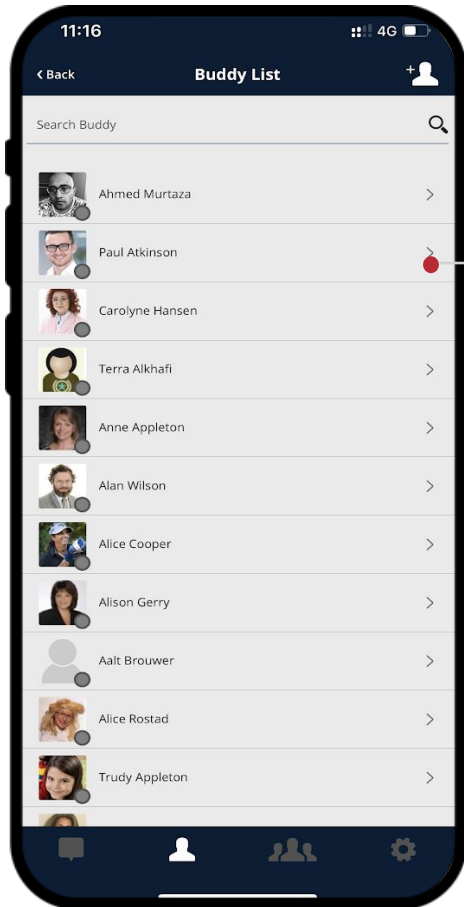 11:16
4G
Back
Buddy List
Search Buddy
Ahmed Murtaza
Paul Atkinson
Carolyne Hansen
Terra Alkhafi
Anne Appleton
Alan Wilson
Alice Cooper
Alison Gerry
Aalt Brouwer
Alice Rostad
Trudy Appleton